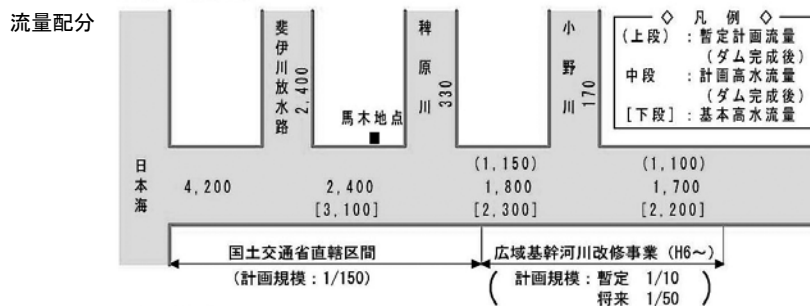 流量配分
斐伊川放水路
2,400
稗原川
330
小野川
170
馬木地点
◇ 凡 例 ◇
(上段) : 暫定計画流量
(ダム完成後)
中段 : 計画高水流量
(ダム完成後)
[下段] : 基本高水流量
日本海
(1,150) (1,100)
4,200 2,400 1,800 1,700
[3,100] [2,300] [2,200]
国土交通省直轄区間 広域基幹河川改修事業 (H6～)
(計画規模：1/150) (計画規模：暫定 1/10
将来 1/50)